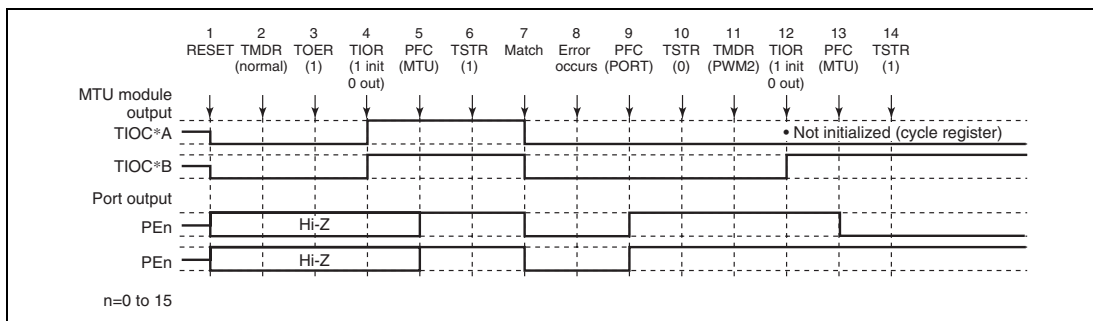 1 2 3 4 5 6 7 8 9 10 11 12 13 14
RESET TMDR TOER TIOR PFC TSTR Match Error PFC TSTR TMDR TIOR PFC TSTR
(normal) (1) (1 init (MTU) (1) occurs (PORT) (0) (PWM2) (1 init (MTU) (1)
0 out) 0 out)
MTU module
output
TIOC*A
• Not initialized (cycle register)
TIOC*B
Port output
PEn
Hi-Z
PEn
Hi-Z
n=0 to 15